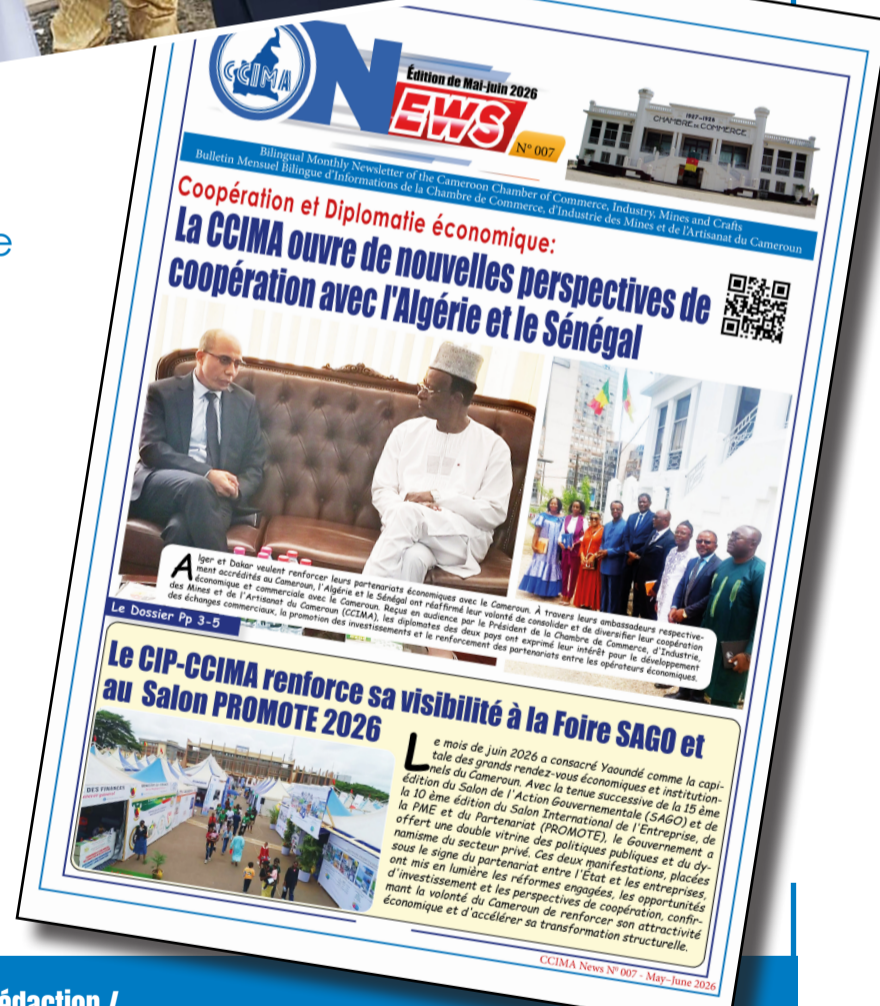 CCIMA
ON
NEWS
Édition de Mai-juin 2026
N° 007
1927-1928
CHAMBRE DE COMMERCE
Bilingual Monthly Newsletter of the Cameroon Chamber of Commerce, Industry, Mines and Crafts
Bulletin Mensuel Bilingue d'Informations de la Chambre de Commerce, d'Industrie des Mines et de l'Artisanat du Cameroun
Coopération et Diplomatie économique:
La CCIMA ouvre de nouvelles perspectives de
coopération avec l'Algérie et le Sénégal
Alger et Dakar veulent renforcer leurs partenariats économiques avec le Cameroun. À travers leurs ambassadeurs respective-
ment accrédités au Cameroun, l'Algérie et le Sénégal ont réaffirmé leur volonté de consolider et de diversifier leur coopération
économique et commerciale avec le Cameroun. Reçus en audience par le Président de la Chambre de Commerce, d'Industrie,
des Mines et de l'Artisanat du Cameroun (CCIMA), les diplomates des deux pays ont exprimé leur intérêt pour le développement
des échanges commerciaux, la promotion des investissements et le renforcement des partenariats entre les opérateurs économiques.
Le Dossier Pp 3-5
Le CIP-CCIMA renforce sa visibilité à la Foire SAGO et
au Salon PROMOTE 2026
DES FINANCES
Le mois de juin 2026 a consacré Yaoundé comme la capi-
tale des grands rendez-vous économiques et institution-
nels du Cameroun. Avec la tenue successive de la 15 ème
édition du Salon de l'Action Gouvernementale (SAGO) et de
la 10 ème édition du Salon International de l'Entreprise, de
la PME et du Partenariat (PROMOTE), le Gouvernement a
offert une double vitrine des politiques publiques et du dy-
namisme du secteur privé. Ces deux manifestations, placées
sous le signe du partenariat entre l'État et les entreprises,
ont mis en lumière les réformes engagées, les opportunités
d'investissement et les perspectives de coopération, confir-
mant la volonté du Cameroun de renforcer son attractivité
économique et d'accélérer sa transformation structurelle.
CCIMA News N° 007 - May–June 2026
édaction /